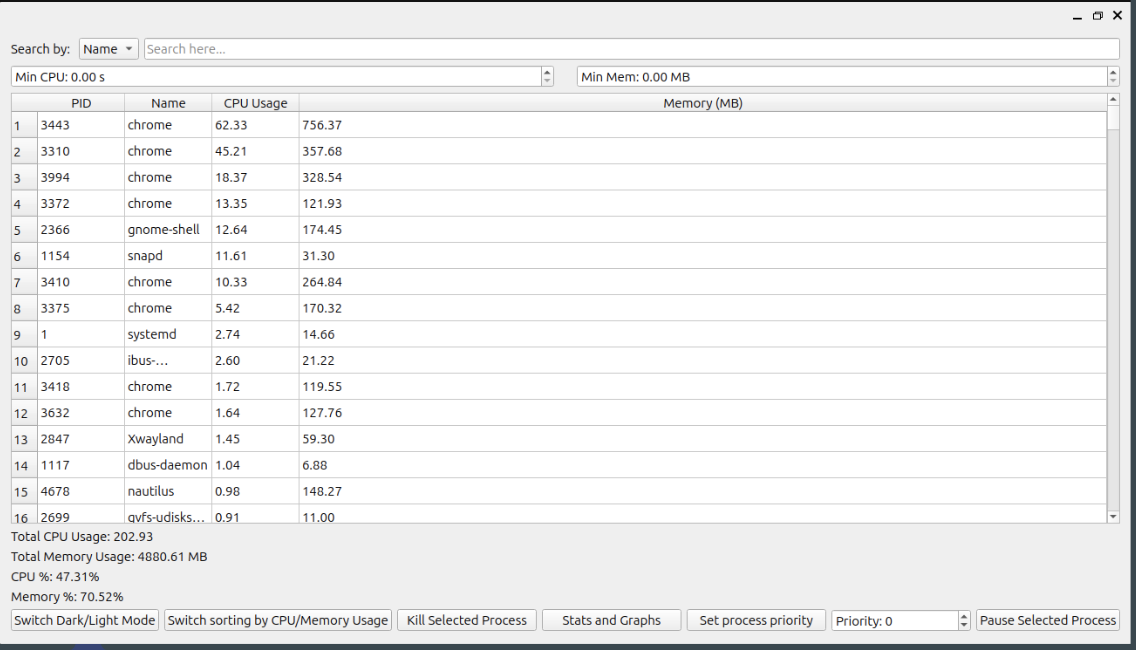 Search by: Name Search here...
Min CPU: 0.00 s Min Mem: 0.00 MB
PID Name CPU Usage Memory (MB)
1 3443 chrome 62.33 756.37
2 3310 chrome 45.21 357.68
3 3994 chrome 18.37 328.54
4 3372 chrome 13.35 121.93
5 2366 gnome-shell 12.64 174.45
6 1154 snapd 11.61 31.30
7 3410 chrome 10.33 264.84
8 3375 chrome 5.42 170.32
9 1 systemd 2.74 14.66
10 2705 ibus-... 2.60 21.22
11 3418 chrome 1.72 119.55
12 3632 chrome 1.64 127.76
13 2847 Xwayland 1.45 59.30
14 1117 dbus-daemon 1.04 6.88
15 4678 nautilus 0.98 148.27
16 2699 gvfs-udisks... 0.91 11.00
Total CPU Usage: 202.93
Total Memory Usage: 4880.61 MB
CPU %: 47.31%
Memory %: 70.52%
Switch Dark/Light Mode Switch sorting by CPU/Memory Usage Kill Selected Process Stats and Graphs Set process priority Priority: 0 Pause Selected Process